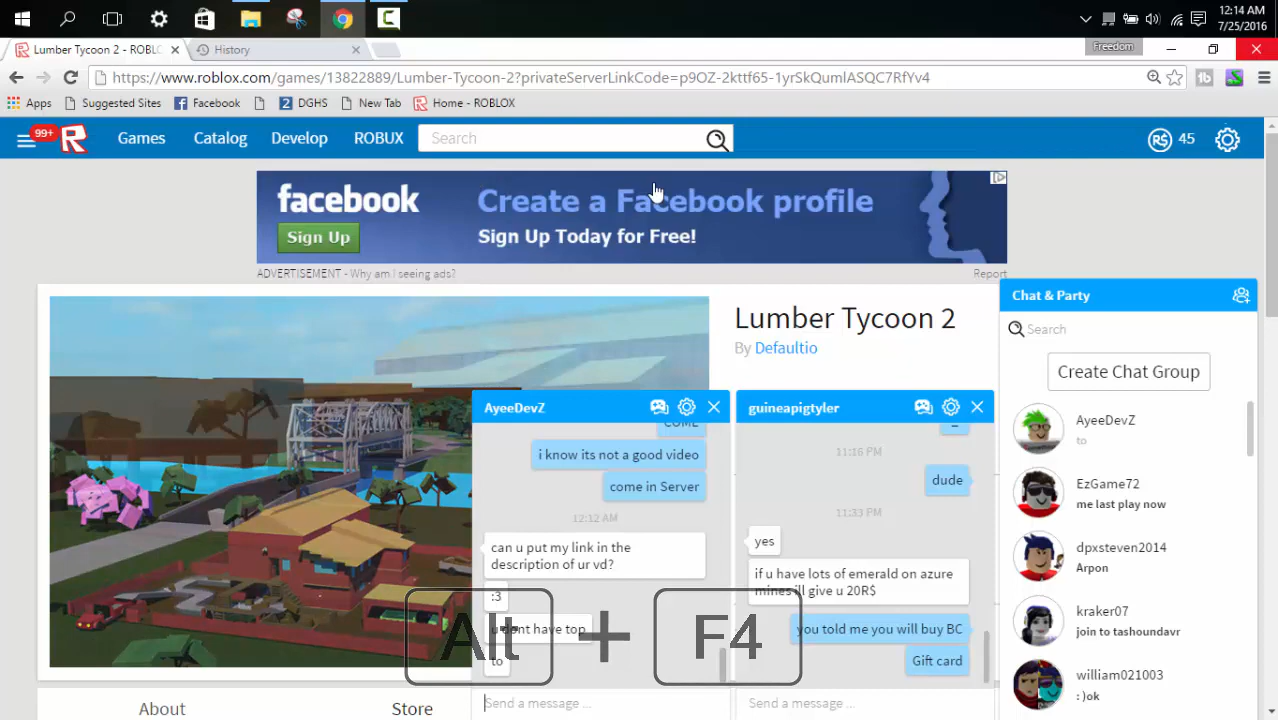 12:14 AM
7/25/2016
Lumber Tycoon 2 - ROBLO
History
Freedom
https://www.roblox.com/games/13822889/Lumber-Tycoon-2?privateServerLinkCode=p9OZ-2kttf65-1yrSkQumlASQC7RfYv4
Apps
Suggested Sites
Facebook
2 DGHS
New Tab
Home - ROBLOX
99+
R
Games
Catalog
Develop
ROBUX
Search
R$ 45
facebook
Sign Up
Create a Facebook profile
Sign Up Today for Free!
ADVERTISEMENT - Why am I seeing ads?
Report
Lumber Tycoon 2
By Defaultio
Chat & Party
Search
Create Chat Group
AyeeDevZ
to
EzGame72
me last play now
dpxsteven2014
Arpon
kraker07
join to tashoundavr
william021003
: )ok
AyeeDevZ
COME
i know its not a good video
come in Server
12:12 AM
can u put my link in the
description of ur vd?
:3
u dont have top
to
Send a message ...
guineapigtyler
11:16 PM
dude
11:33 PM
yes
if u have lots of emerald on azure
mines ill give u 20R$
you told me you will buy BC
Gift card
Send a message ...
Alt + F4
About
Store